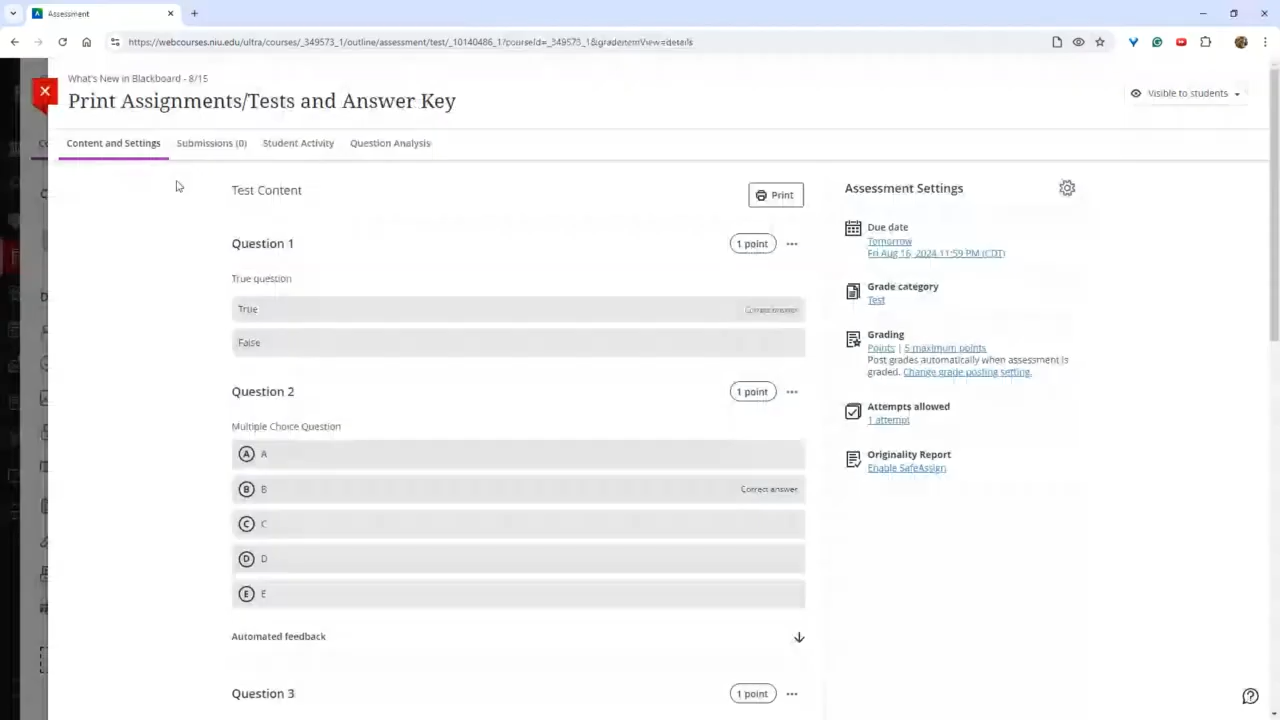 Assessment
https://webcourses.niu.edu/ultra/courses/_349573_1/outline/assessment/test/_10140486_1?courseId=_349573_1&gradeitemView=details
What's New in Blackboard - 8/15
Print Assignments/Tests and Answer Key
Visible to students
Content and Settings
Submissions (0)
Student Activity
Question Analysis
Test Content
Print
Question 1
1 point
True question
True
Correct answer
False
Question 2
1 point
Multiple Choice Question
A A
B B
Correct answer
C C
D D
E E
Automated feedback
Question 3
1 point
Assessment Settings
Due date
Tomorrow
Fri Aug 16, 2024 11:59 PM (CDT)
Grade category
Test
Grading
Points | 5 maximum points
Post grades automatically when assessment is
graded. Change grade posting setting.
Attempts allowed
1 attempt
Originality Report
Enable SafeAssign